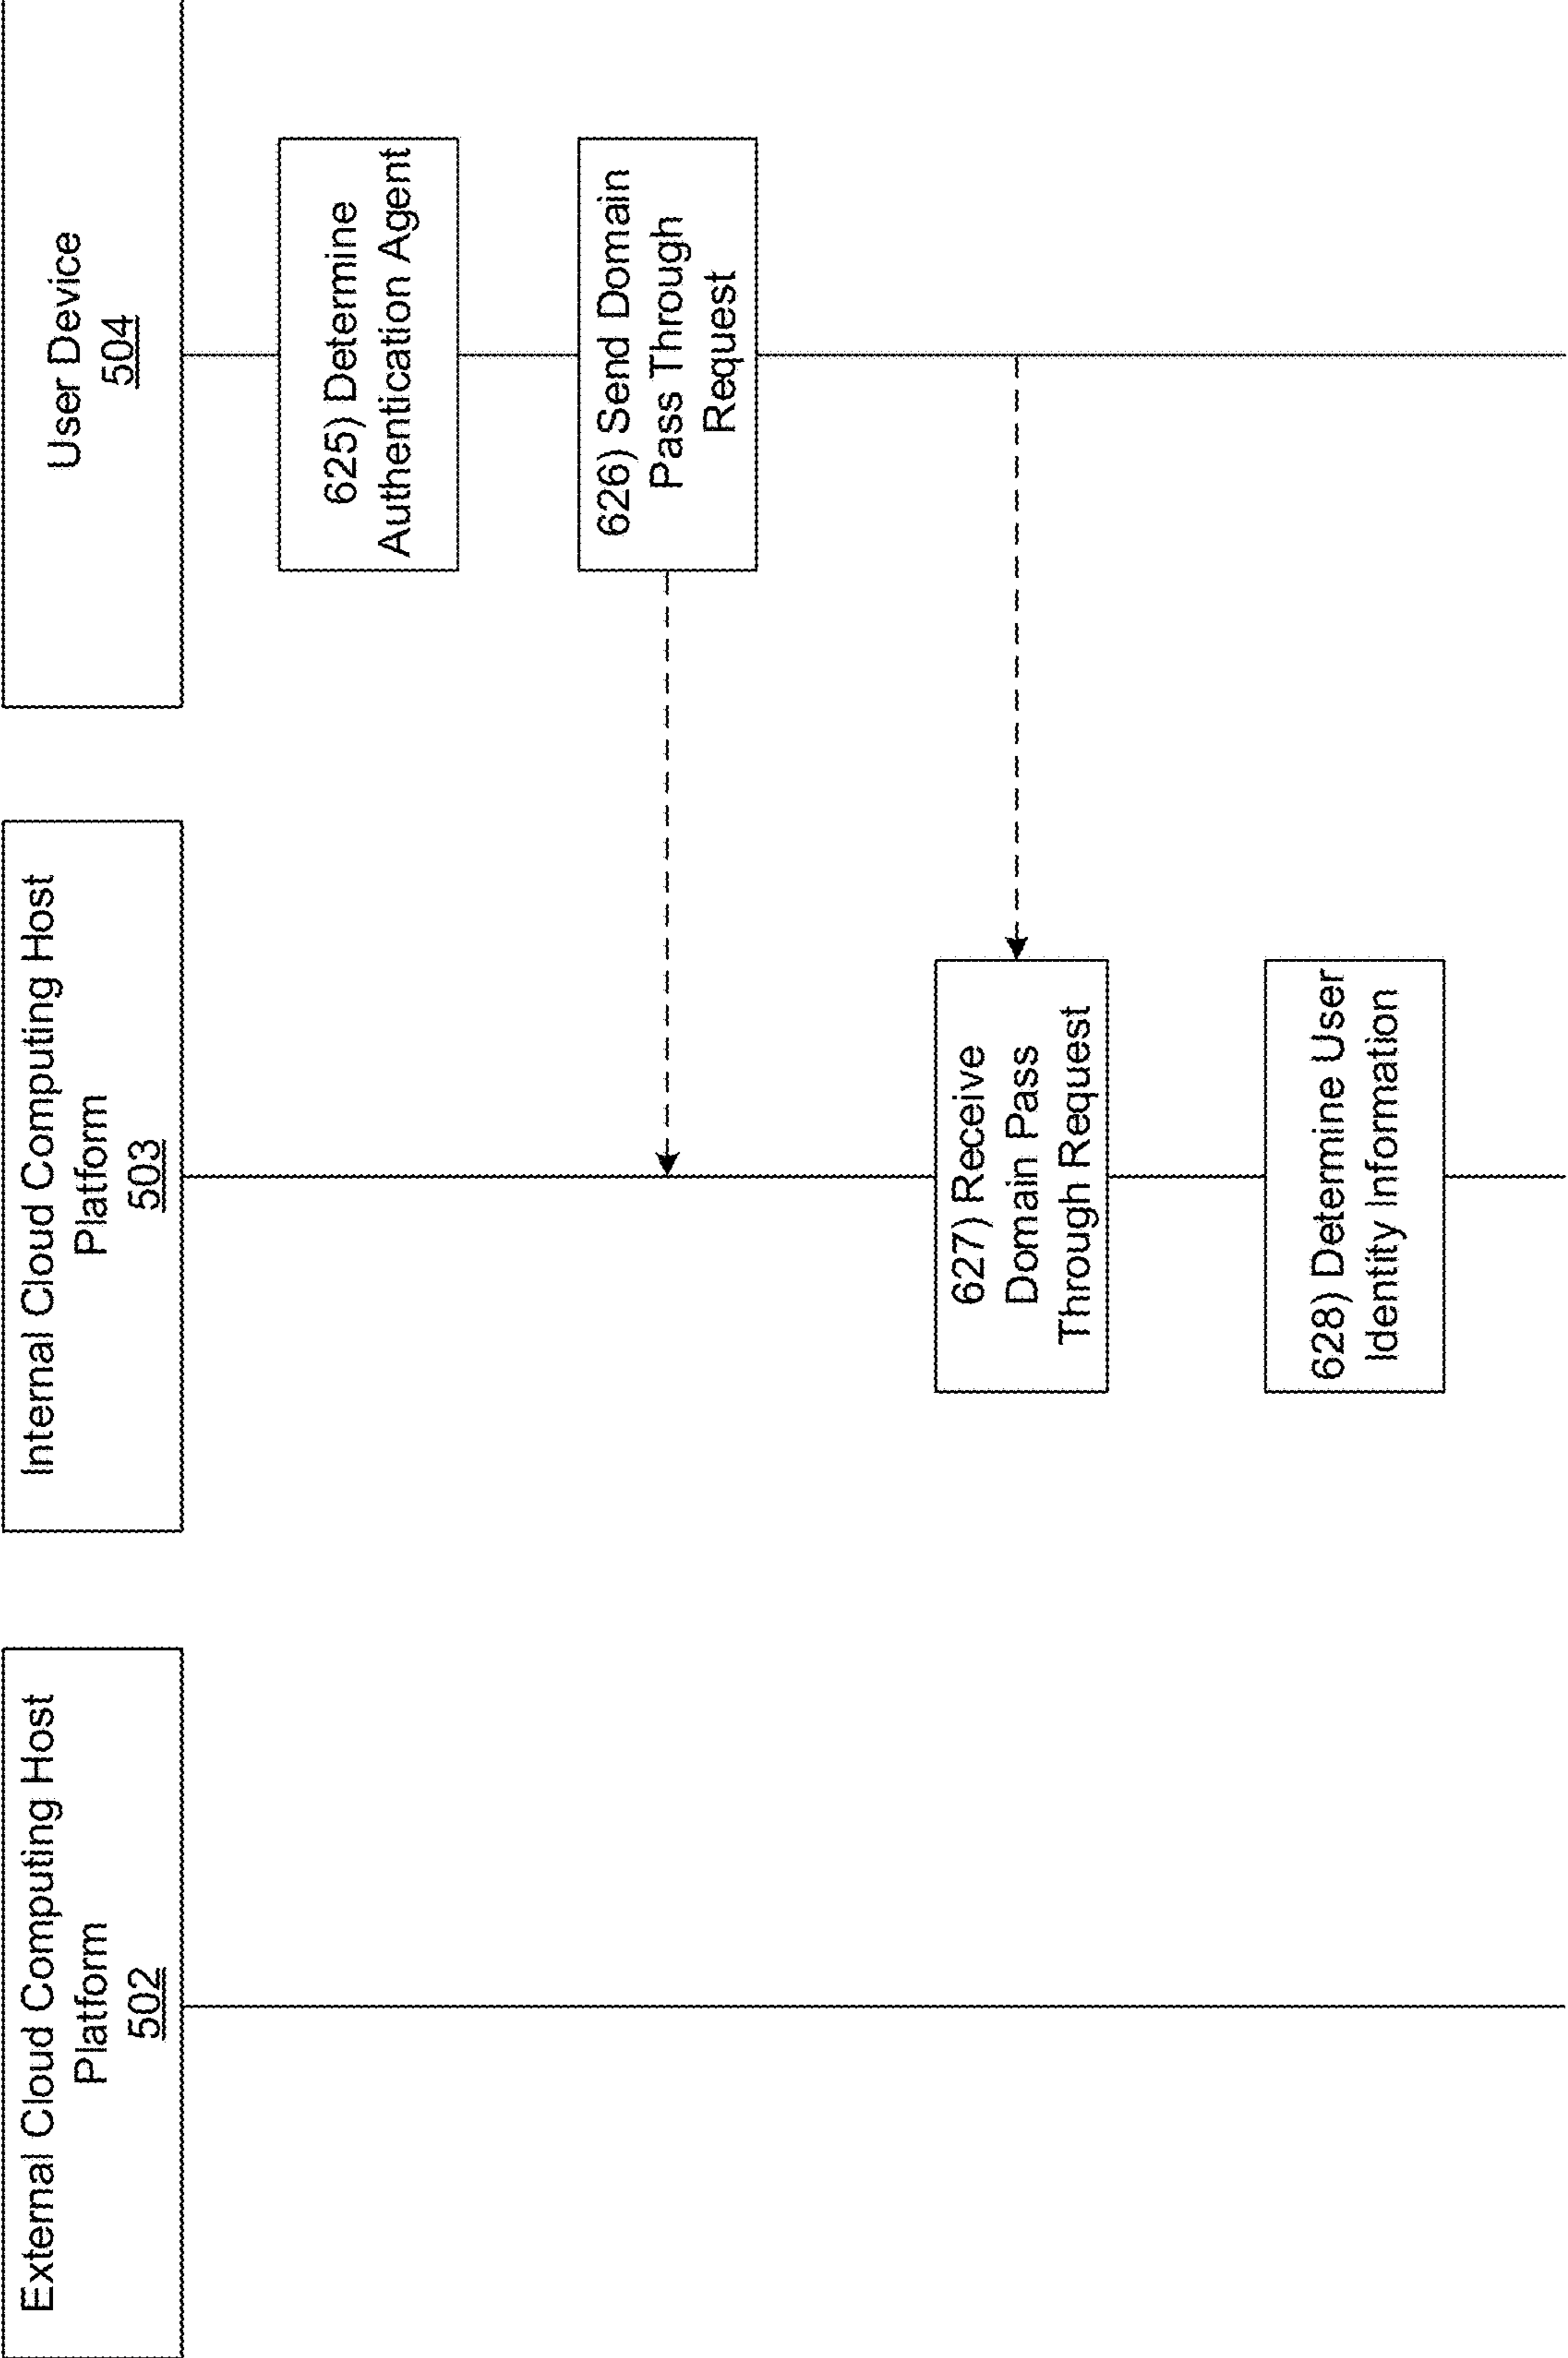 External Cloud Computing Host
Platform
502
Internal Cloud Computing Host
Platform
503
User Device
504
625) Determine
Authentication Agent
626) Send Domain
Pass Through
Request
627) Receive
Domain Pass
Through Request
628) Determine User
Identity Information